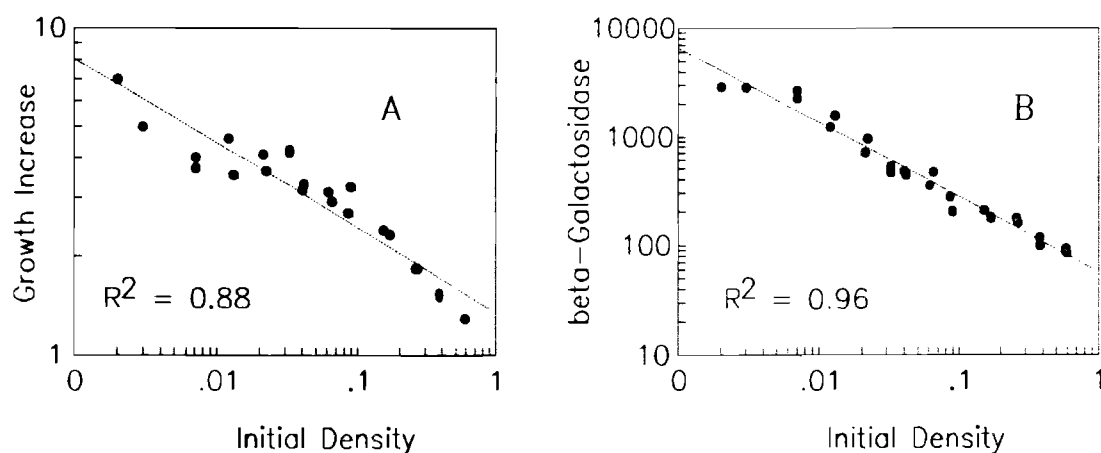 10
1
Growth Increase
A
R² = 0.88
0 .01 .1 1
Initial Density
10000
1000
100
10
beta–Galactosidase
B
R² = 0.96
0 .01 .1 1
Initial Density